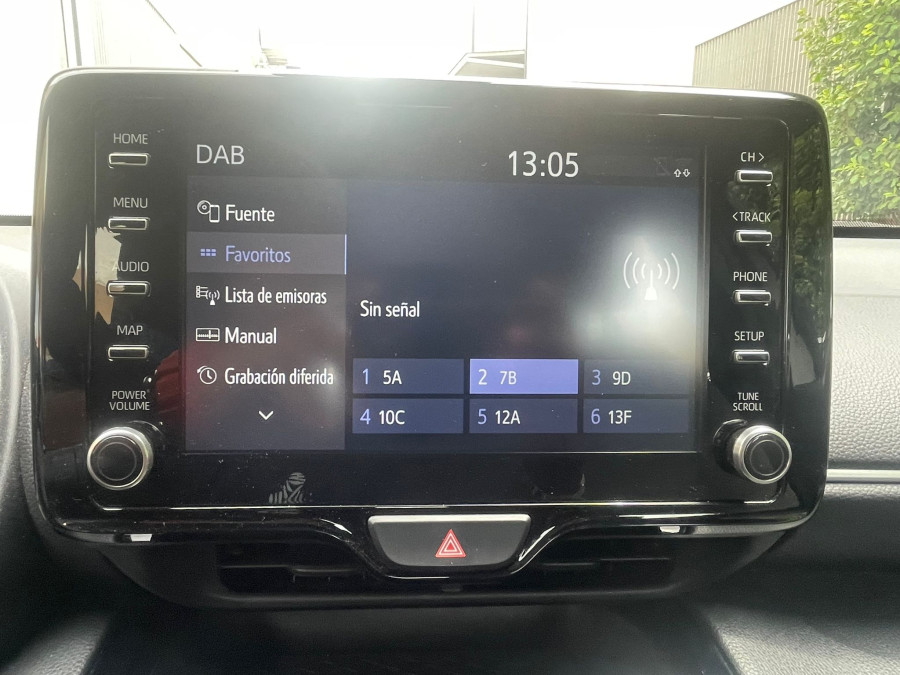 HOME
MENU
AUDIO
MAP
POWER
VOLUME
DAB
13:05
Fuente
Favoritos
Lista de emisoras
Manual
Grabación diferida
Sin señal
1 5A
2 7B
3 9D
4 10C
5 12A
6 13F
CH >
<TRACK
PHONE
SETUP
TUNE
SCROLL